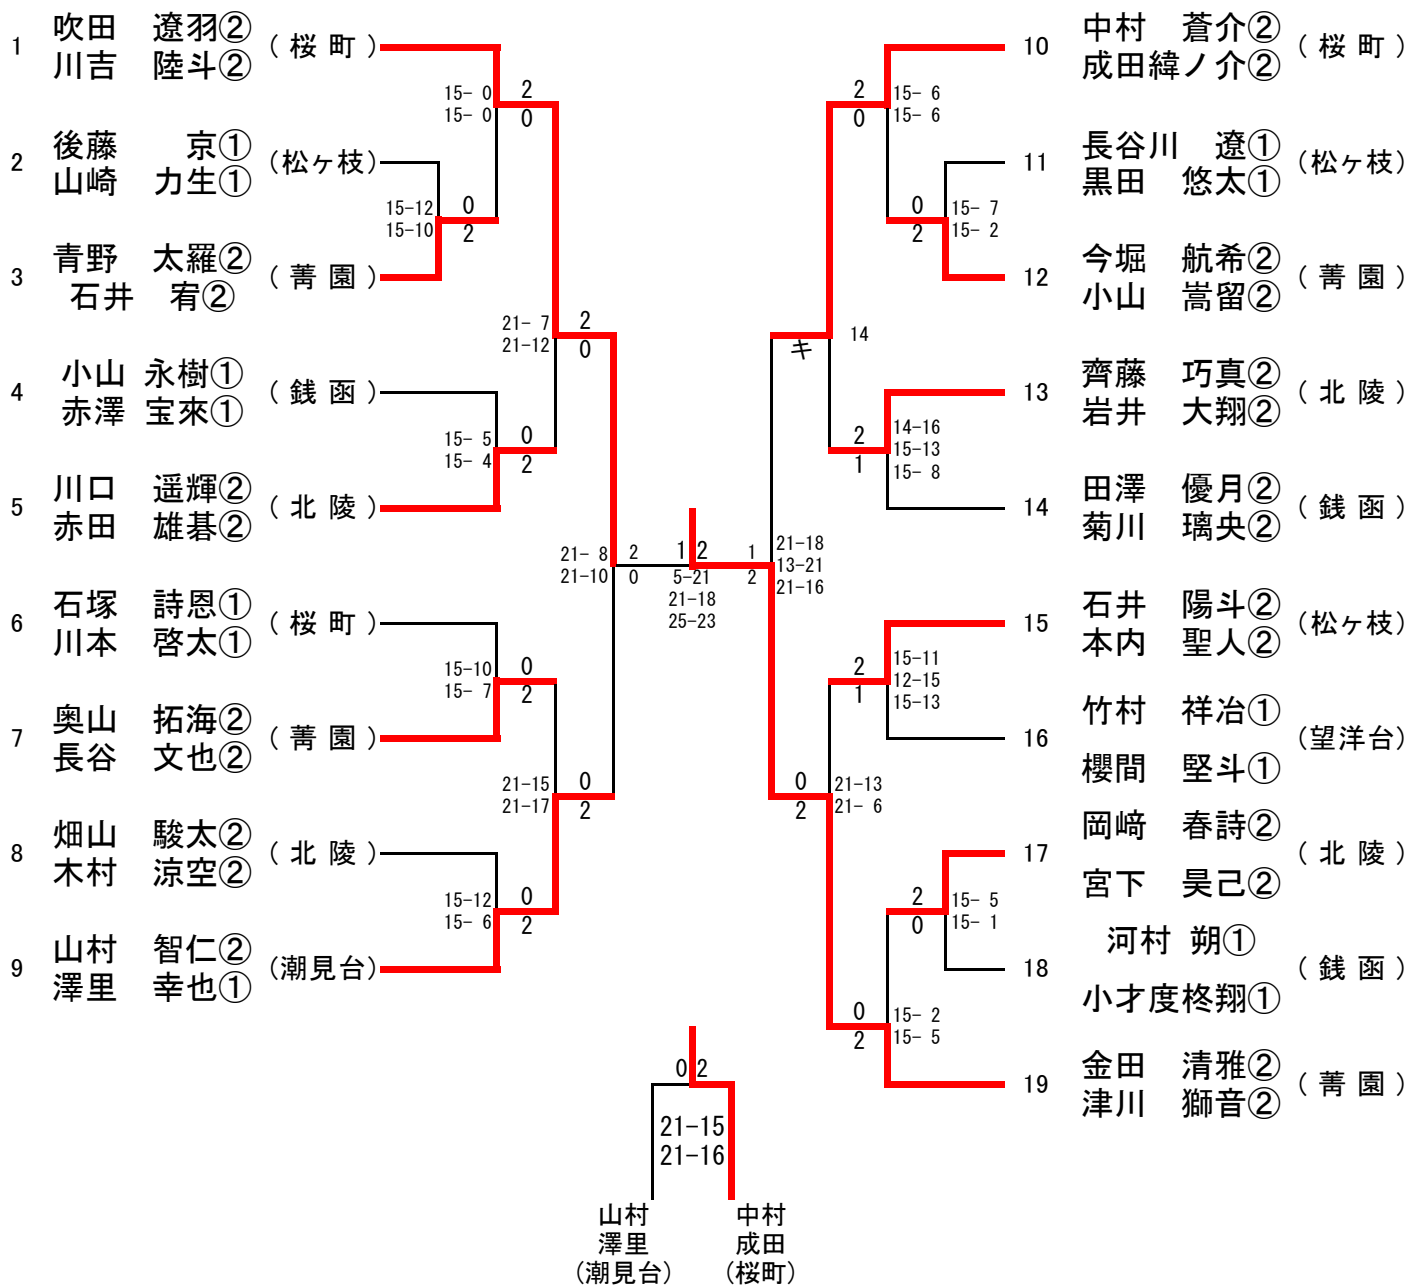 1 吹田 遼羽② (桜町)
川吉 陸斗②
15- 0 2
15- 0 0
2 後藤 京① (松ヶ枝)
山崎 力生①
15-12 0
15-10 2
3 青野 太羅② (菁園)
石井 宥②
21- 7 2
21-12 0
4 小山 永樹① (銭函)
赤澤 宝來①
15- 5 0
15- 4 2
5 川口 遥輝② (北陵)
赤田 雄碁②
21- 8 2
21-10 0
6 石塚 詩恩① (桜町)
川本 啓太①
15-10 0
15- 7 2
7 奥山 拓海② (菁園)
長谷 文也②
21-15 0
21-17 2
8 畑山 駿太② (北陵)
木村 涼空②
15-12 0
15- 6 2
9 山村 智仁② (潮見台)
澤里 幸也①
1 2
5-21
21-18
25-23
10 中村 蒼介② (桜町)
成田緯ノ介②
2 15- 6
0 15- 6
11 長谷川 遼① (松ヶ枝)
黒田 悠太①
0 15- 7
2 15- 2
12 今堀 航希② (菁園)
小山 嵩留②
キ 14
13 齊藤 巧真② (北陵)
岩井 大翔②
2 14-16
1 15-13
15- 8
14 田澤 優月② (銭函)
菊川 璃央②
1 21-18
2 13-21
21-16
15 石井 陽斗② (松ヶ枝)
本内 聖人②
2 15-11
1 12-15
15-13
16 竹村 祥冶① (望洋台)
櫻間 堅斗①
0 21-13
2 21- 6
17 岡﨑 春詩② (北陵)
宮下 昊己②
2 15- 5
0 15- 1
18 河村 朔① (銭函)
小才度柊翔①
0 15- 2
2 15- 5
19 金田 清雅② (菁園)
津川 獅音②
0 2
21-15
21-16
山村 中村
澤里 成田
(潮見台) (桜町)